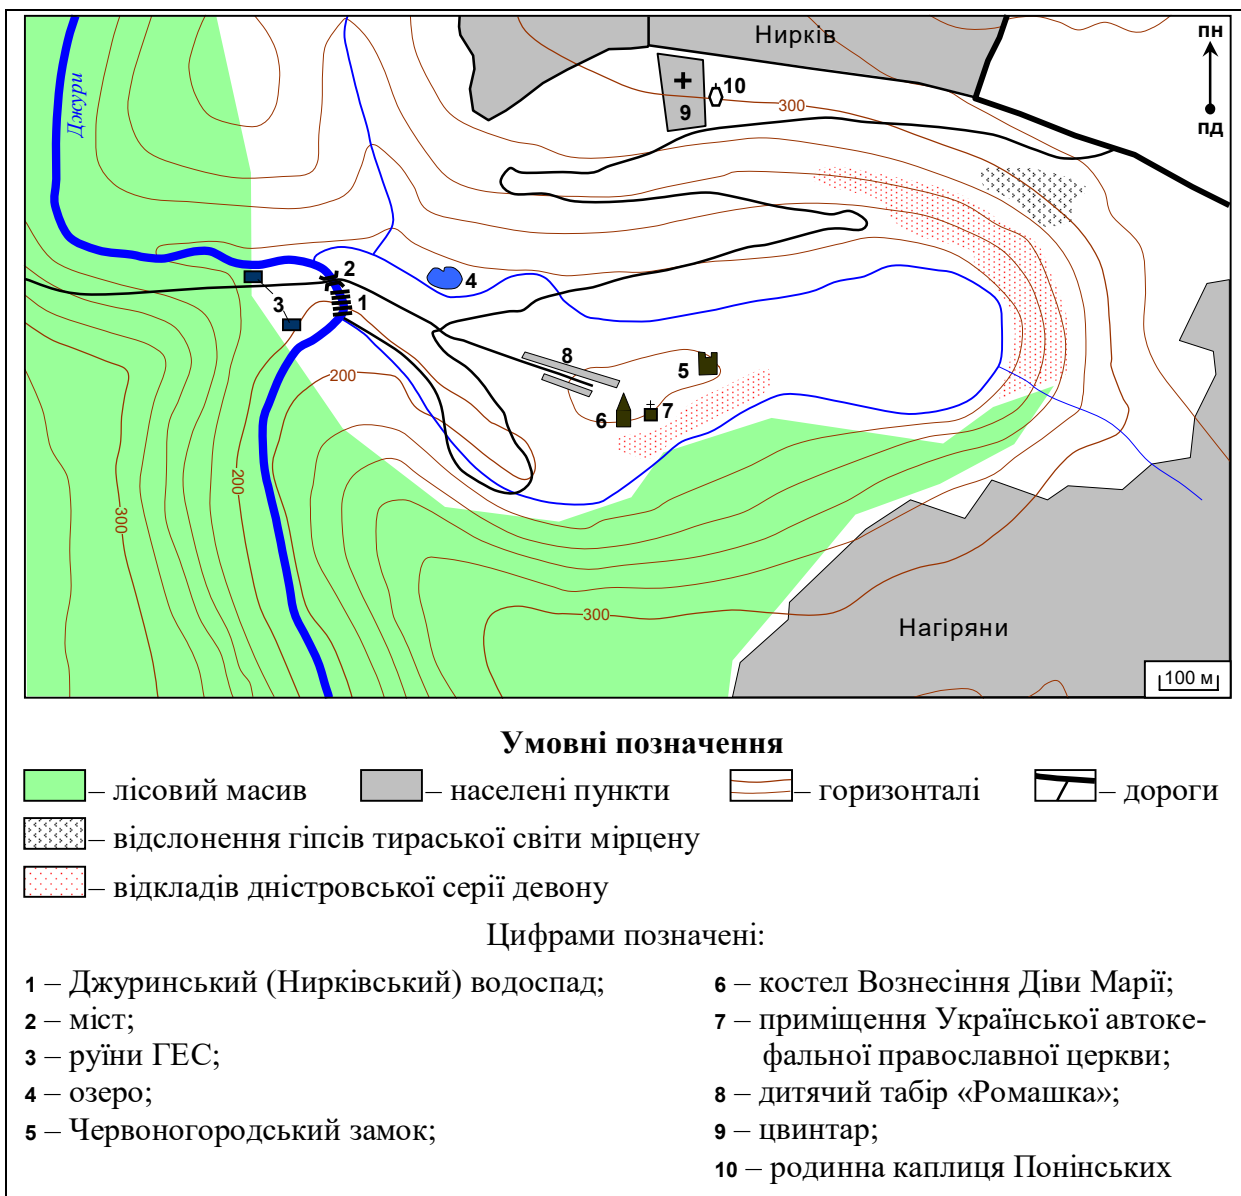 Нирків
пн
10
Джури
9
300
пд
2
4
1
3
8
5
200
6
7
200
300
300
Нагіряни
100 м
Умовні позначення
– лісовий масив – населені пункти – горизонталі – дороги
– відслонення гіпсів тираської світи мірцену
– відкладів дністровської серії девону
Цифрами позначені:
1 – Джуринський (Нирківський) водоспад;
2 – міст;
3 – руїни ГЕС;
4 – озеро;
5 – Червоногородський замок;
6 – костел Вознесіння Діви Марії;
7 – приміщення Української автоке-
фальної православної церкви;
8 – дитячий табір «Ромашка»;
9 – цвинтар;
10 – родинна каплиця Понінських